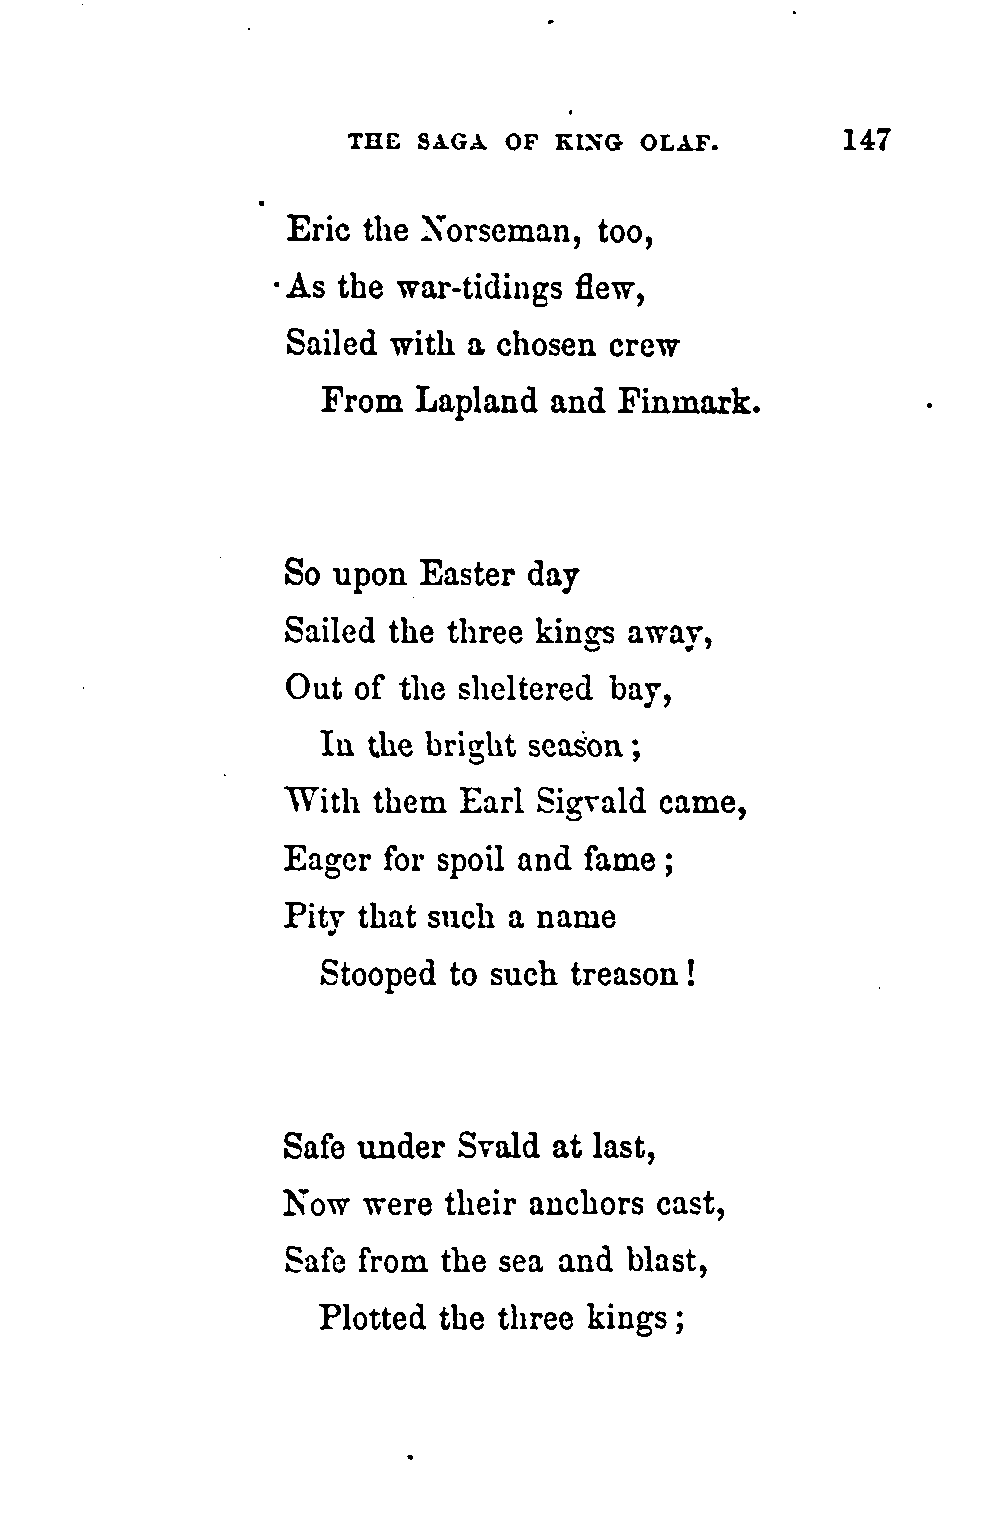 THE SAGA OF KING OLAF. 147
Eric the Norseman, too,
As the war-tidings flew,
Sailed with a chosen crew
From Lapland and Finmark.
So upon Easter day
Sailed the three kings away,
Out of the sheltered bay,
In the bright season;
With them Earl Sigvald came,
Eager for spoil and fame;
Pity that such a name
Stooped to such treason!
Safe under Svald at last,
Now were their anchors cast,
Safe from the sea and blast,
Plotted the three kings;